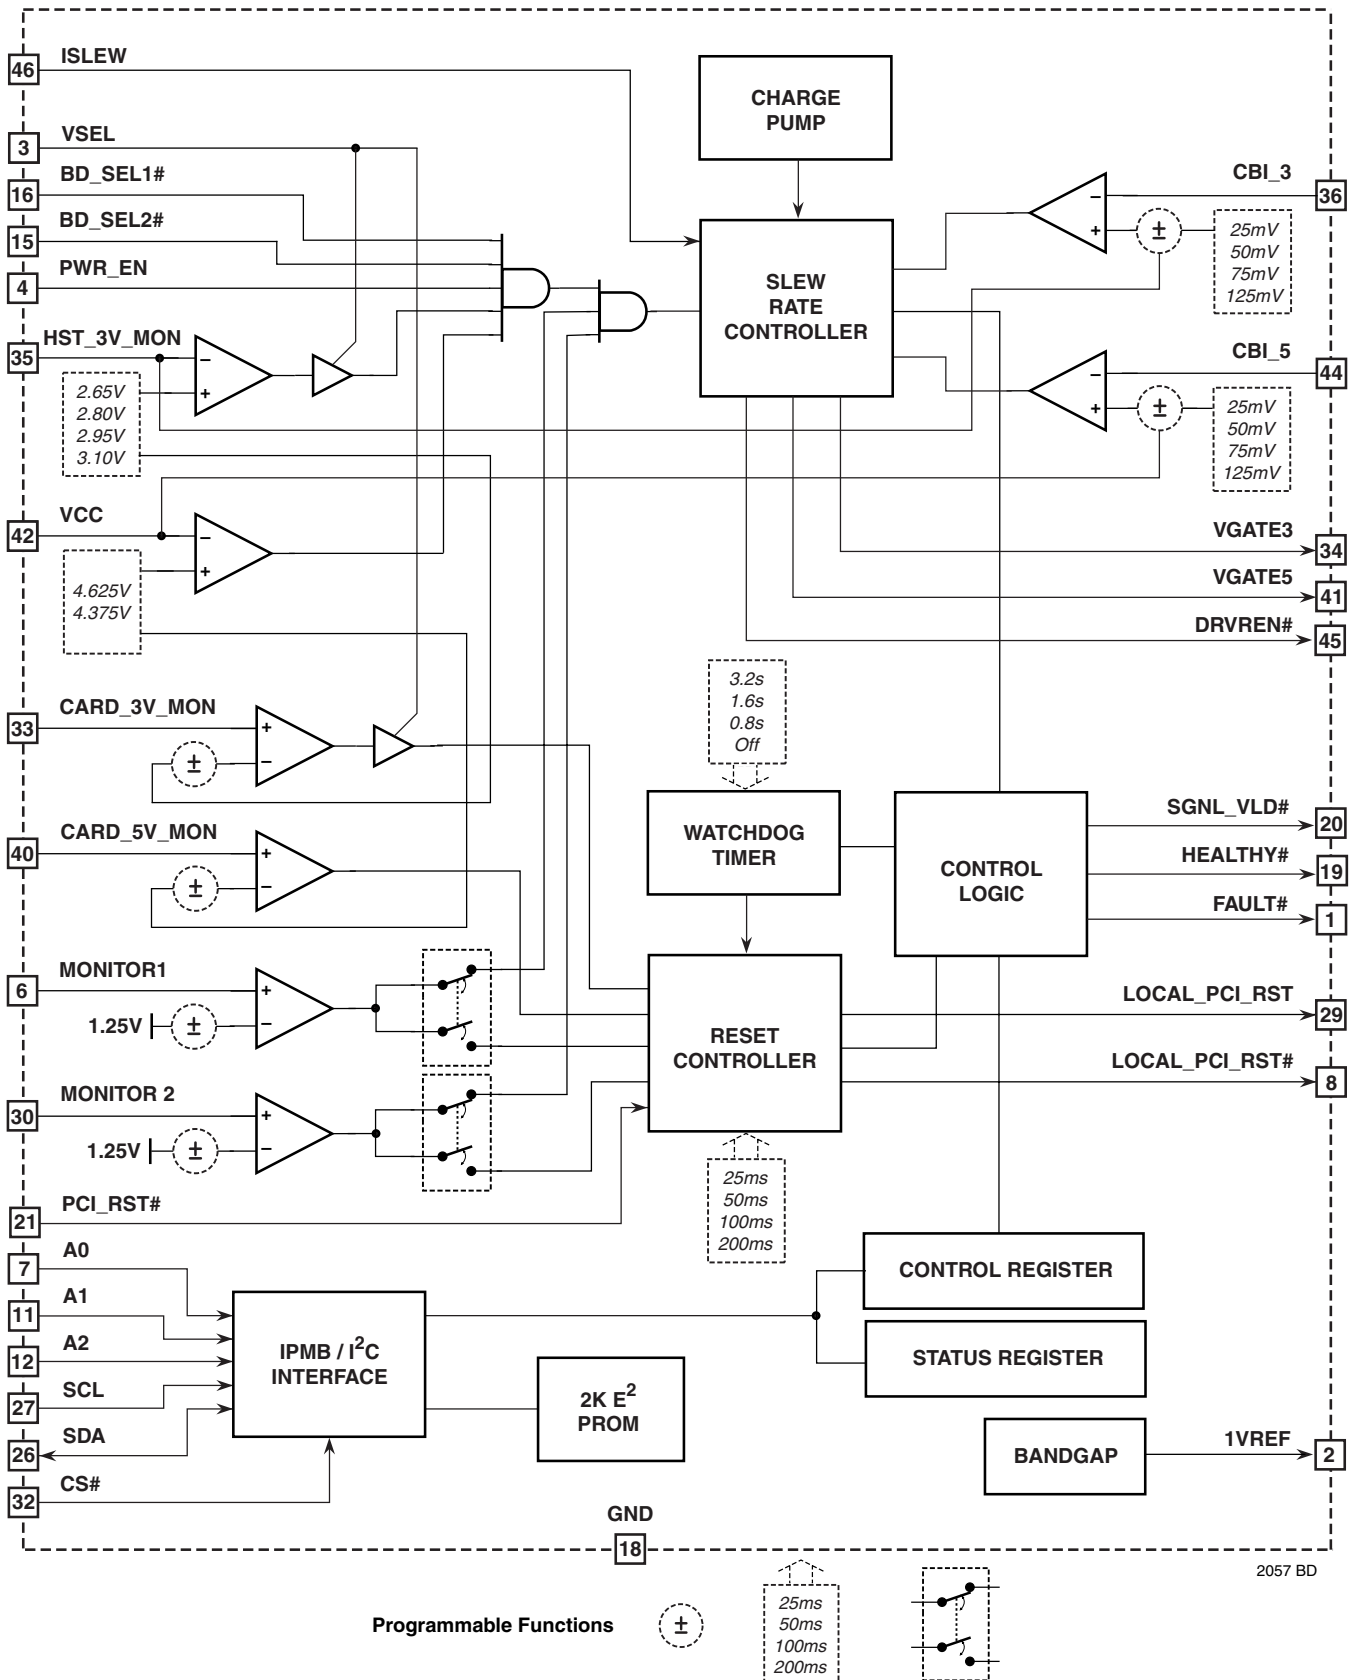 46
ISLEW
3
VSEL
16
BD_SEL1#
15
BD_SEL2#
4
PWR_EN
35
HST_3V_MON
−
+
2.65V
2.80V
2.95V
3.10V
42
VCC
−
+
4.625V
4.375V
33
CARD_3V_MON
+
−
±
40
CARD_5V_MON
+
−
±
6
MONITOR1
+
−
1.25V
±
30
MONITOR 2
+
−
1.25V
±
21
PCI_RST#
7
A0
11
A1
12
A2
27
SCL
26
SDA
32
CS#
CHARGE
PUMP
SLEW
RATE
CONTROLLER
CBI_3
36
−
+
±
25mV
50mV
75mV
125mV
CBI_5
44
−
+
±
25mV
50mV
75mV
125mV
VGATE3
34
VGATE5
41
DRVREN#
45
3.2s
1.6s
0.8s
Off
WATCHDOG
TIMER
CONTROL
LOGIC
SGNL_VLD#
20
HEALTHY#
19
FAULT#
1
RESET
CONTROLLER
LOCAL_PCI_RST
29
LOCAL_PCI_RST#
8
25ms
50ms
100ms
200ms
CONTROL REGISTER
STATUS REGISTER
IPMB / I²C
INTERFACE
2K E²
PROM
BANDGAP
1VREF
2
GND
18
2057 BD
Programmable Functions
±
25ms
50ms
100ms
200ms